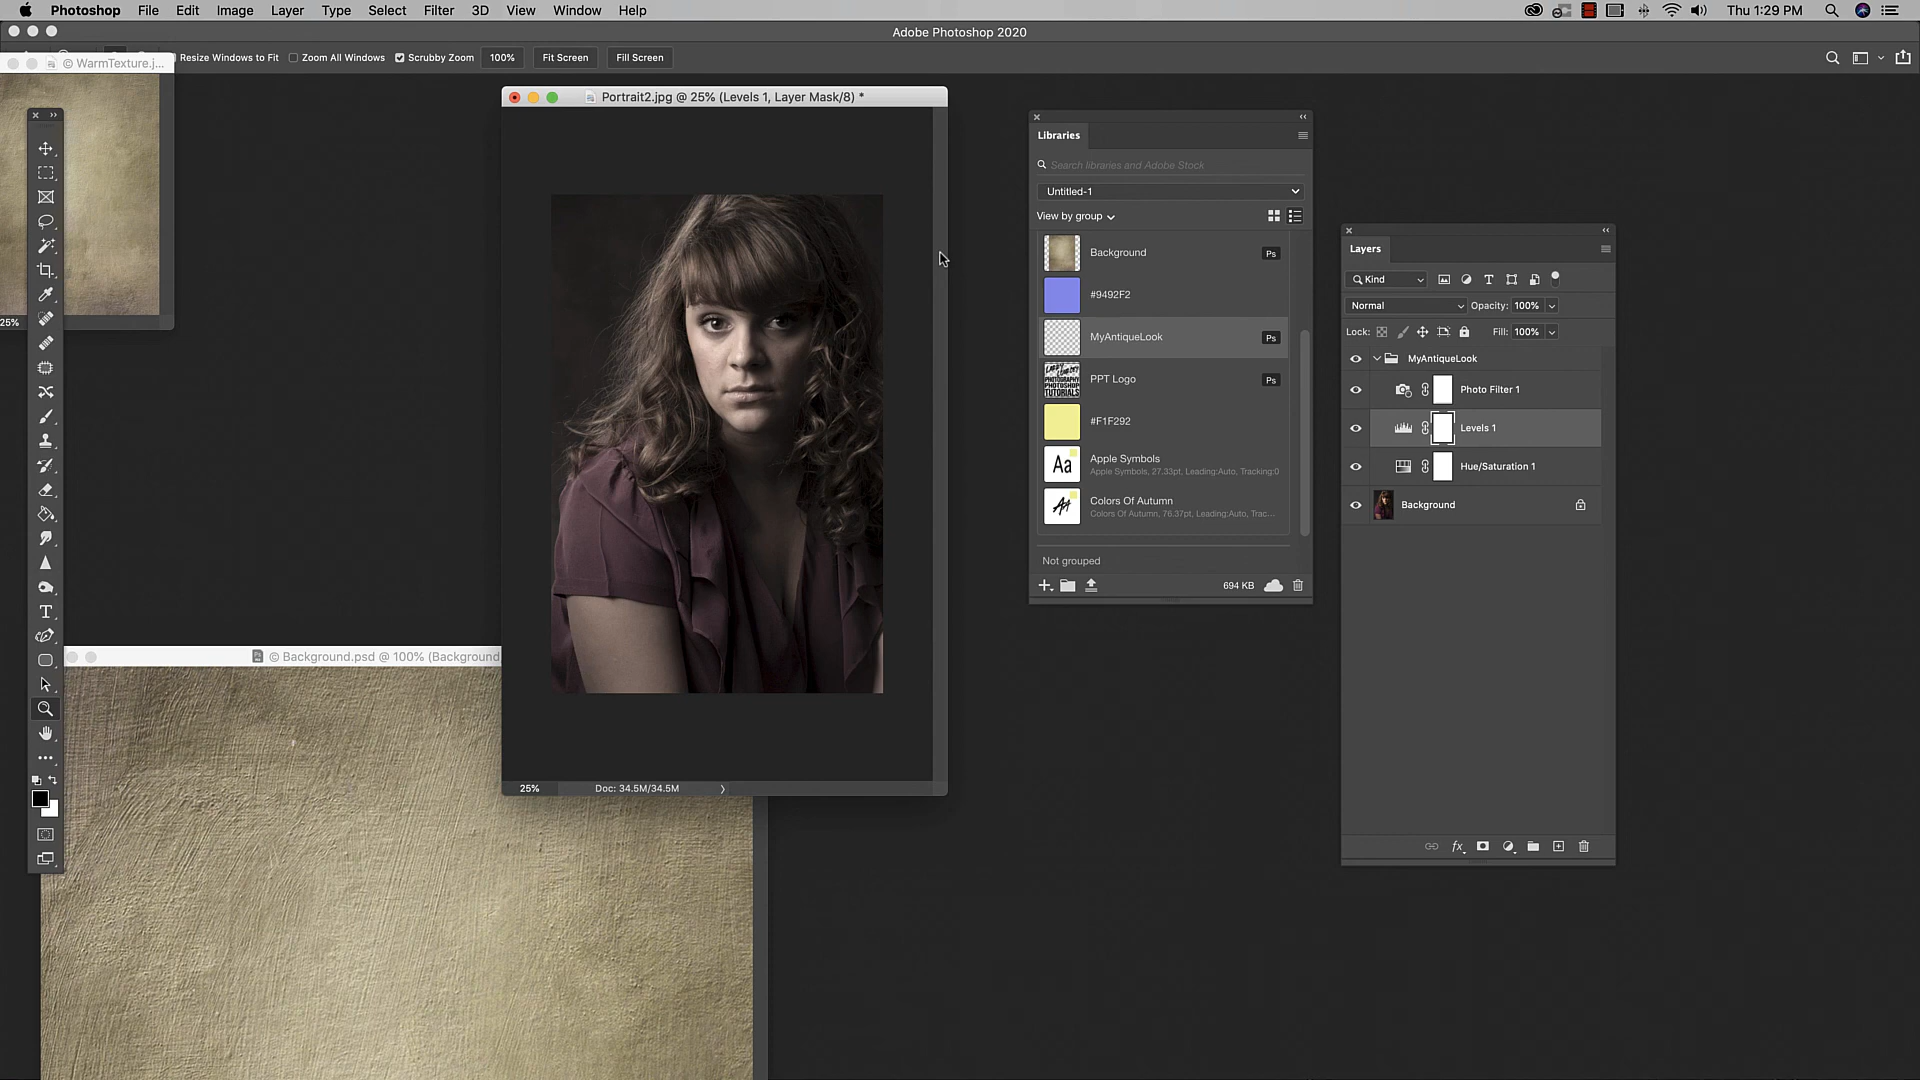 Photoshop File Edit Image Layer Type Select Filter 3D View Window Help Thu 1:29 PM
Adobe Photoshop 2020
Resize Windows to Fit Zoom All Windows Scrubby Zoom 100% Fit Screen Fill Screen
© WarmTexture.j...
Portrait2.jpg @ 25% (Levels 1, Layer Mask/8) *
Libraries
Search libraries and Adobe Stock
Untitled-1
View by group
Background Ps
#9492F2
MyAntiqueLook Ps
PPT Logo Ps
#F1F292
Aa Apple Symbols
Apple Symbols, 27.33pt, Leading:Auto, Tracking:0
Colors Of Autumn
Colors Of Autumn, 76.37pt, Leading:Auto, Trac...
Not grouped
694 KB
Layers
Kind
Normal Opacity: 100%
Lock: Fill: 100%
MyAntiqueLook
Photo Filter 1
Levels 1
Hue/Saturation 1
Background
fx
25%
© Background.psd @ 100% (Background
25% Doc: 34.5M/34.5M